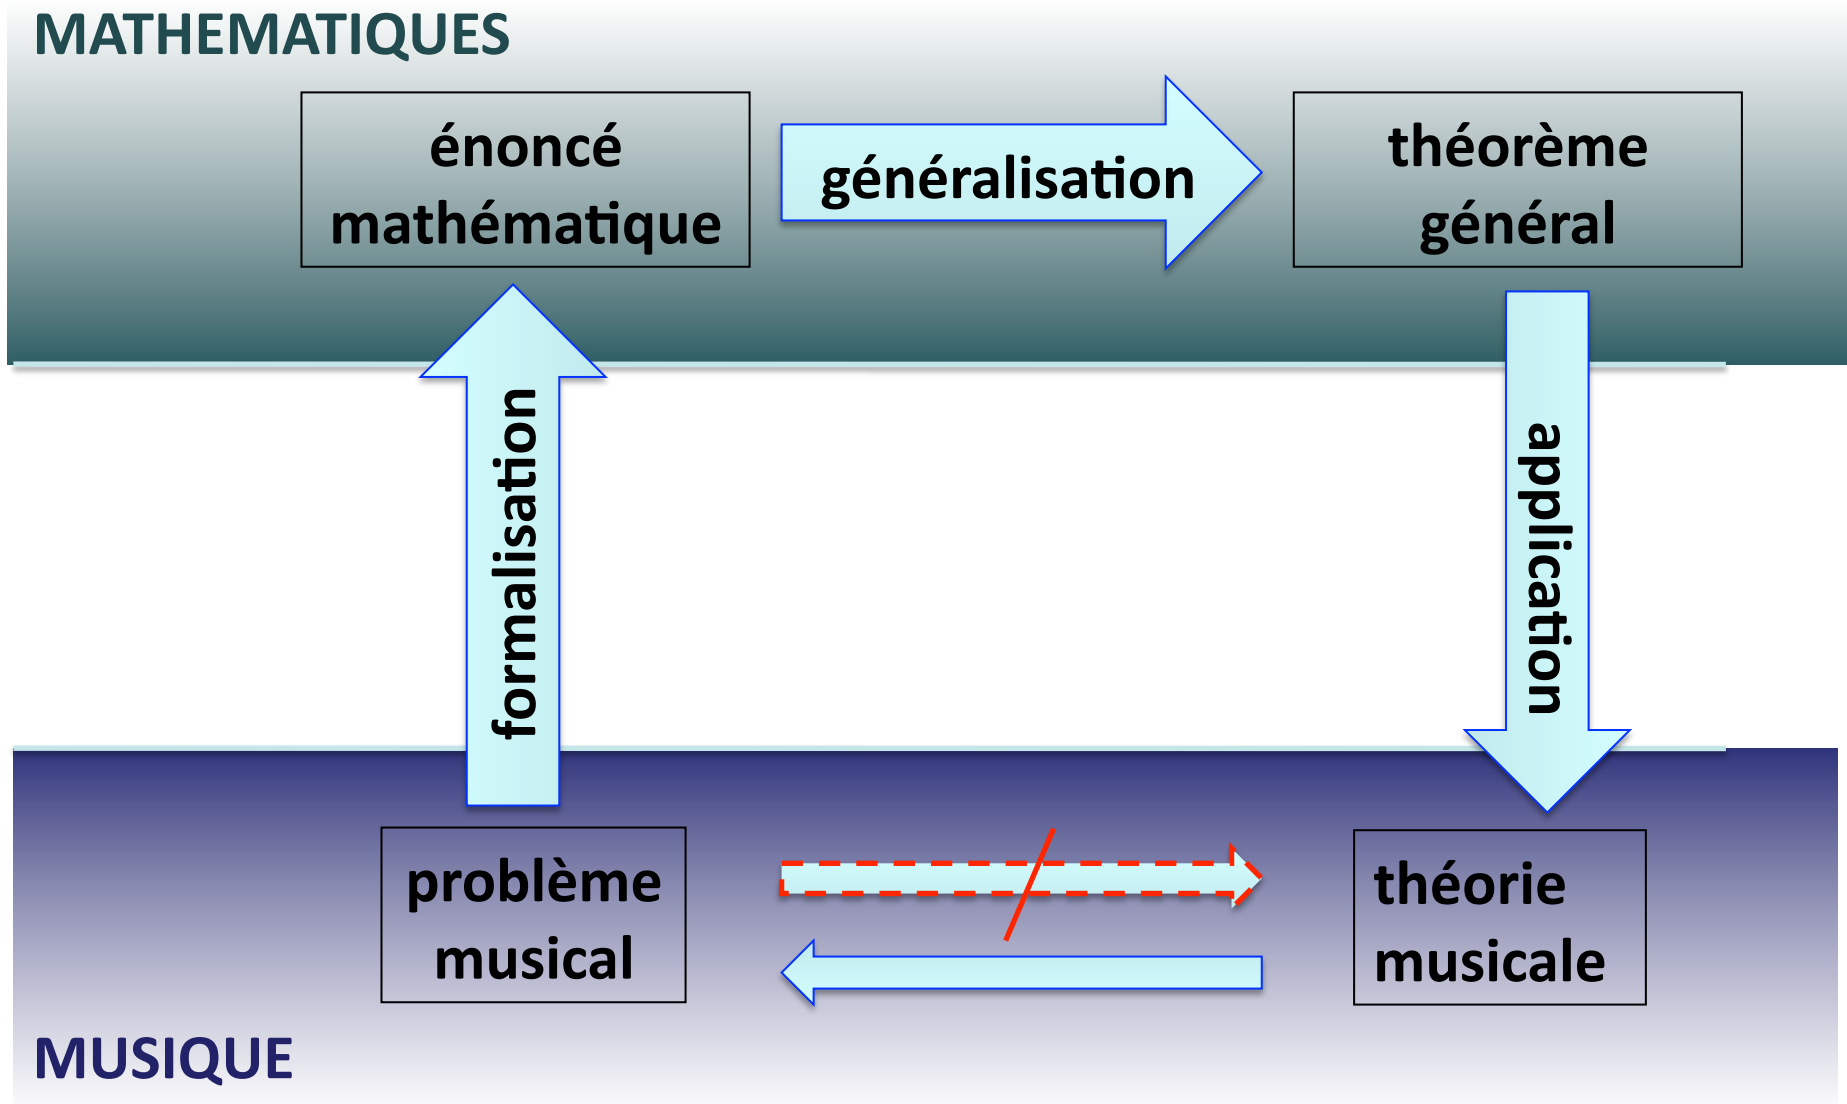 MATHEMATIQUES
énoncé
mathématique
généralisation
théorème
général
formalisation
application
problème
musical
théorie
musicale
MUSIQUE